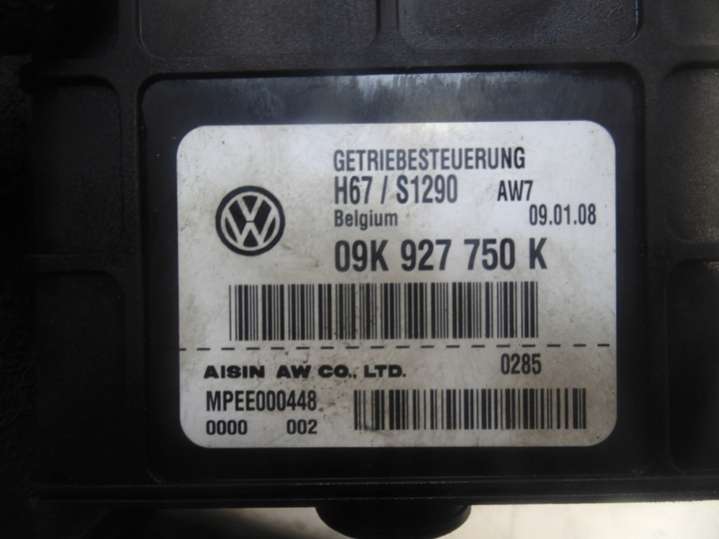 GETRIEBESTEUERUNG
H67 / S1290 AW7
Belgium 09.01.08
09K 927 750 K
AISIN AW CO., LTD. 0285
MPEE000448
0000 002